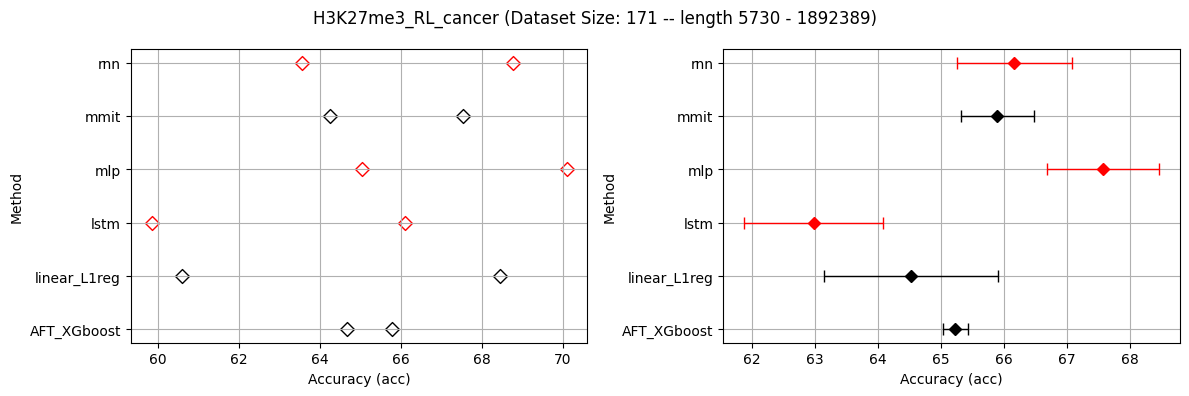 H3K27me3_RL_cancer (Dataset Size: 171 -- length 5730 - 1892389)
Method
rnn
mmit
mlp
lstm
linear_L1reg
AFT_XGboost
60 62 64 66 68 70
Accuracy (acc)
Method
rnn
mmit
mlp
lstm
linear_L1reg
AFT_XGboost
62 63 64 65 66 67 68
Accuracy (acc)